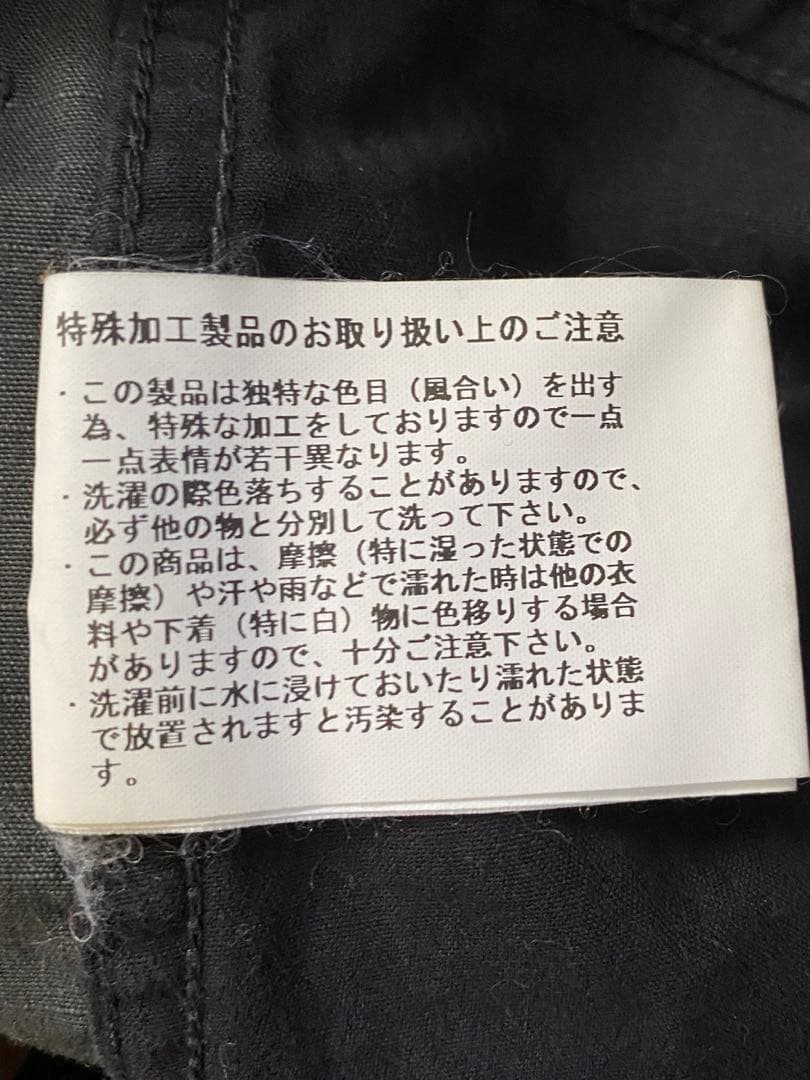 特殊加工製品のお取り扱い上のご注意
・この製品は独特な色目（風合い）を出す
為、特殊な加工をしておりますので一点
一点表情が若干異なります。
・洗濯の際色落ちすることがありますので、
必ず他の物と分別して洗って下さい。
・この商品は、摩擦（特に湿った状態での
摩擦）や汗や雨などで濡れた時は他の衣
料や下着（特に白）物に色移りする場合
がありますので、十分ご注意下さい。
・洗濯前に水に浸けておいたり濡れた状態
で放置されますと汚染することがありま
す。